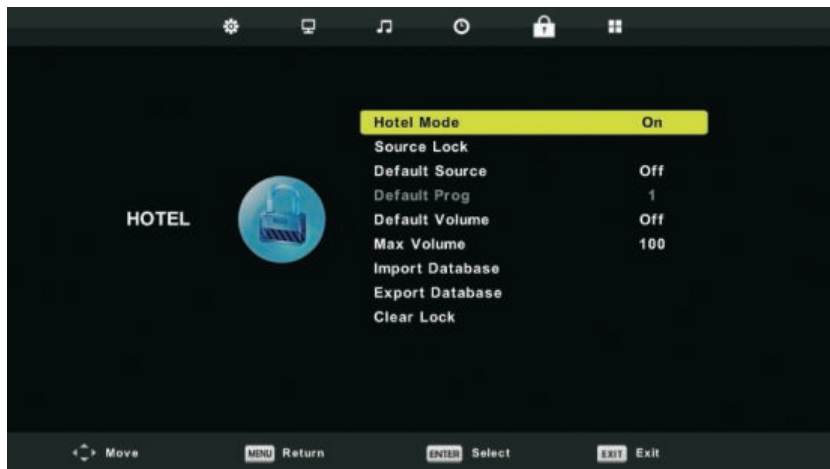 Hotel Mode On
Source Lock
Default Source Off
Default Prog 1
HOTEL
Default Volume Off
Max Volume 100
Import Database
Export Database
Clear Lock
Move MENU Return ENTER Select EXIT Exit